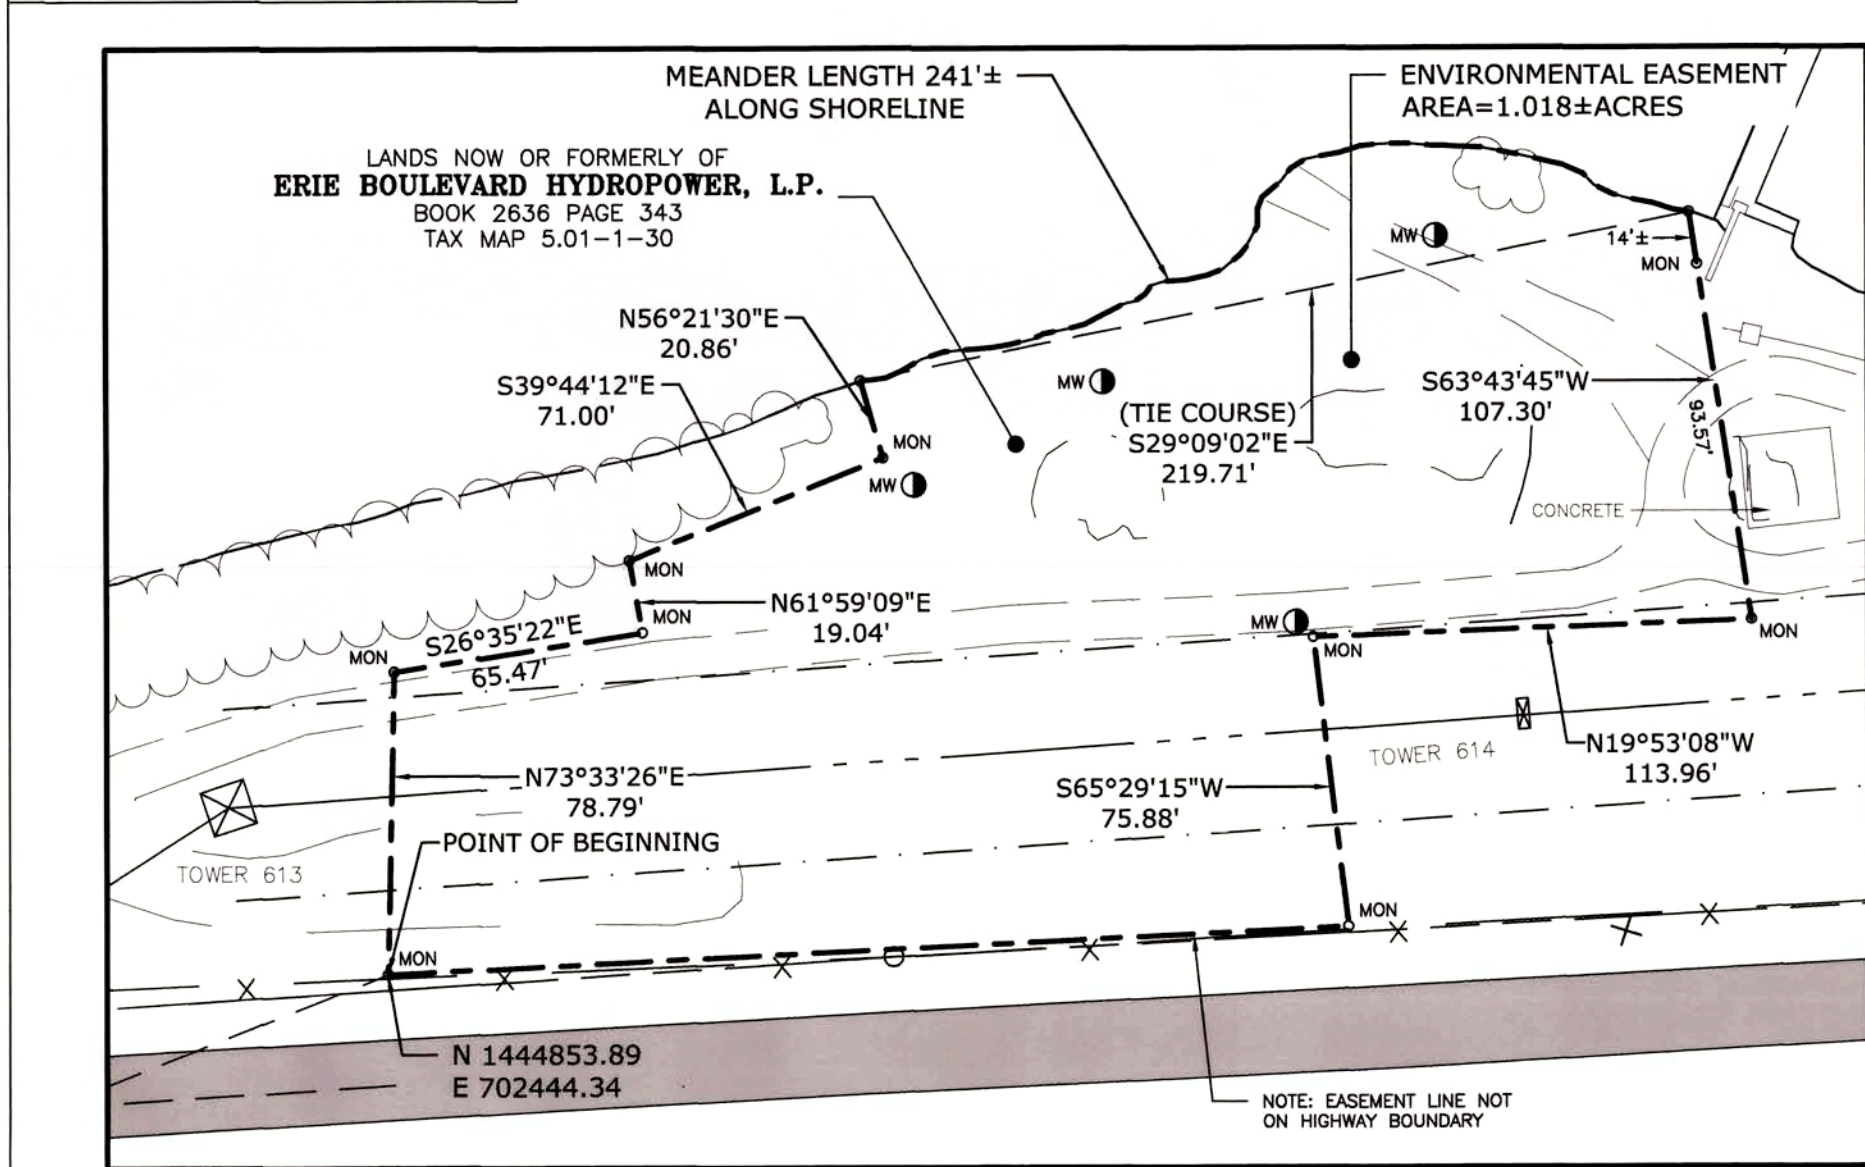 MEANDER LENGTH 241'±
ALONG SHORELINE
ENVIRONMENTAL EASEMENT
AREA=1.018±ACRES
LANDS NOW OR FORMERLY OF
ERIE BOULEVARD HYDROPOWER, L.P.
BOOK 2636 PAGE 343
TAX MAP 5.01-1-30
MW
14'±
MON
N56°21'30"E
20.86'
S39°44'12"E
71.00'
MW
(TIE COURSE)
S29°09'02"E
219.71'
S63°43'45"W
107.30'
93.57'
MON
MW
CONCRETE
MON
N61°59'09"E
19.04'
MON
S26°35'22"E
65.47'
MON
MW
MON
MON
N73°33'26"E
78.79'
S65°29'15"W
75.88'
TOWER 614
N19°53'08"W
113.96'
POINT OF BEGINNING
TOWER 613
MON
MON
N 1444853.89
E 702444.34
NOTE: EASEMENT LINE NOT
ON HIGHWAY BOUNDARY